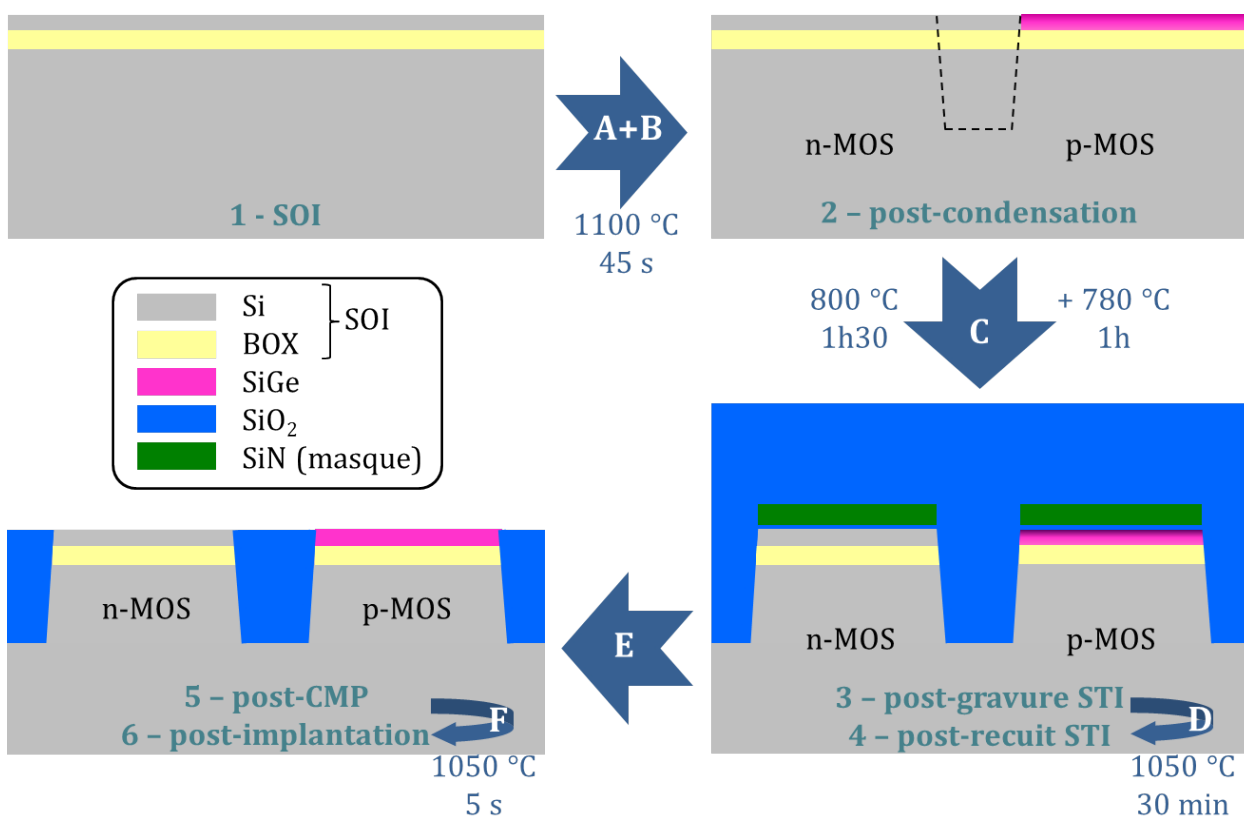 1 - SOI
A+B
1100 °C
45 s
n-MOS
p-MOS
2 – post-condensation
Si
BOX
SOI
SiGe
SiO₂
SiN (masque)
800 °C
1h30
C
+ 780 °C
1h
n-MOS
p-MOS
3 – post-gravure STI
4 – post-recuit STI
D
1050 °C
30 min
E
n-MOS
p-MOS
5 – post-CMP
6 – post-implantation
F
1050 °C
5 s